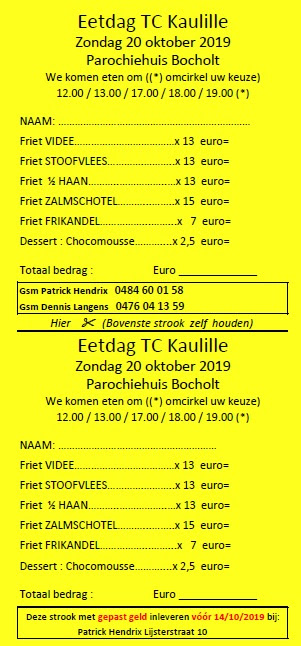 Eetdag TC Kaulille
Zondag 20 oktober 2019
Parochiehuis Bocholt
We komen eten om ((*) omcirkel uw keuze)
12.00 / 13.00 / 17.00 / 18.00 / 19.00 (*)
NAAM: ....................................................................
Friet VIDEE....................................x 13 euro=
Friet STOOFVLEES........................x 13 euro=
Friet ½ HAAN...............................x 13 euro=
Friet ZALMSCHOTEL....................x 15 euro=
Friet FRIKANDEL...........................x 7 euro=
Dessert : Chocomousse.............x 2,5 euro=
Totaal bedrag : Euro ______________
Gsm Patrick Hendrix 0484 60 01 58
Gsm Dennis Langens 0476 04 13 59
Hier ✂ (Bovenste strook zelf houden)
Eetdag TC Kaulille
Zondag 20 oktober 2019
Parochiehuis Bocholt
We komen eten om ((*) omcirkel uw keuze)
12.00 / 13.00 / 17.00 / 18.00 / 19.00 (*)
NAAM: ........................................................
Friet VIDEE....................................x 13 euro=
Friet STOOFVLEES........................x 13 euro=
Friet ½ HAAN...............................x 13 euro=
Friet ZALMSCHOTEL....................x 15 euro=
Friet FRIKANDEL...........................x 7 euro=
Dessert : Chocomousse.............x 2,5 euro=
Totaal bedrag : Euro ______________
Deze strook met gepast geld inleveren vóór 14/10/2019 bij:
Patrick Hendrix Lijsterstraat 10